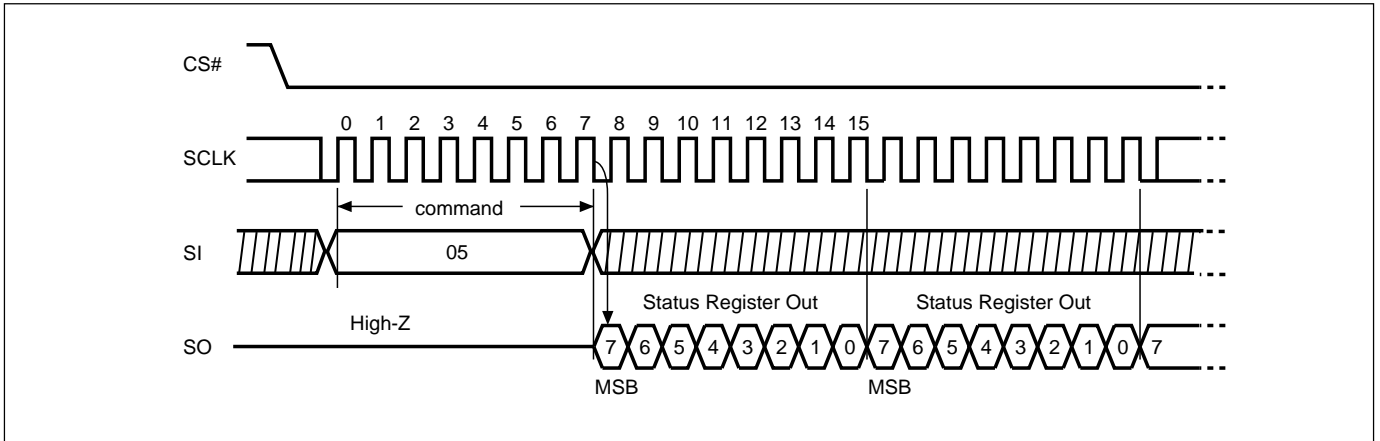 CS#
0 1 2 3 4 5 6 7 8 9 10 11 12 13 14 15
SCLK
command
SI
05
Status Register Out Status Register Out
High-Z
SO
7 6 5 4 3 2 1 0 7 6 5 4 3 2 1 0 7
MSB MSB